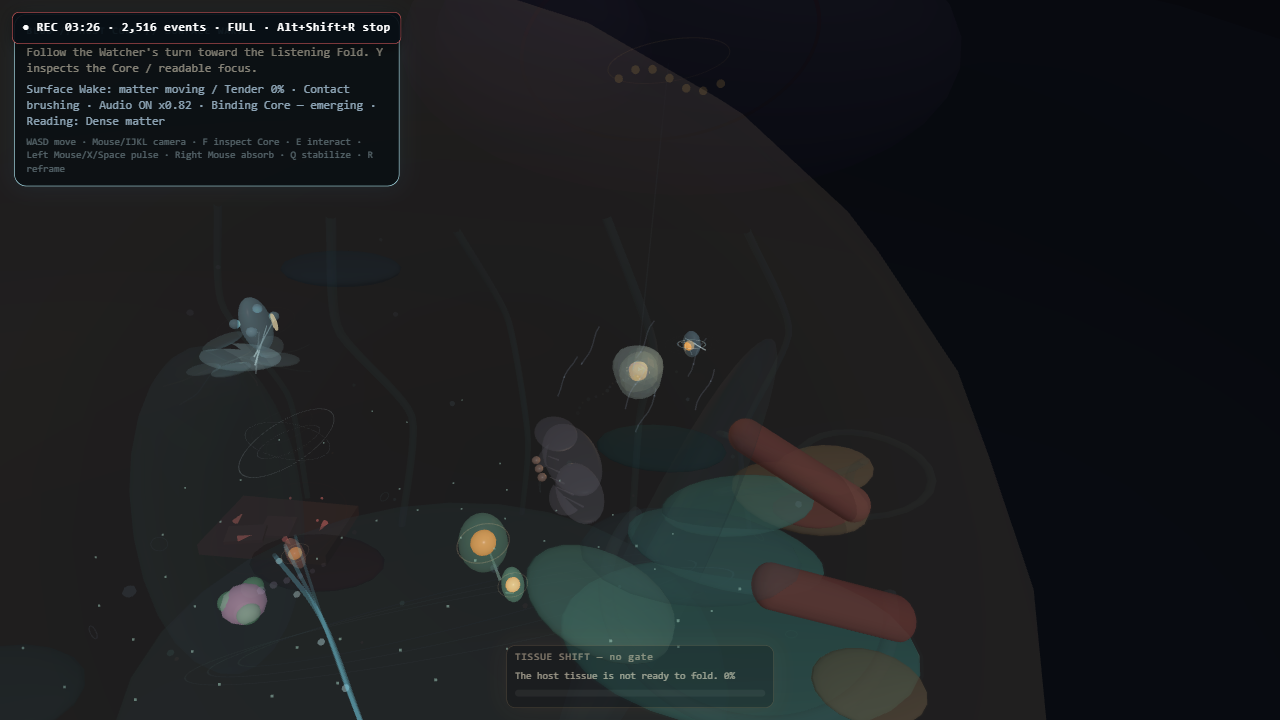 ● REC 03:26 · 2,516 events · FULL · Alt+Shift+R stop
Follow the Watcher's turn toward the Listening Fold. Y
inspects the Core / readable focus.
Surface Wake: matter moving / Tender 0% · Contact
brushing · Audio ON x0.82 · Binding Core — emerging ·
Reading: Dense matter
WASD move · Mouse/IJKL camera · F inspect Core · E interact ·
Left Mouse/X/Space pulse · Right Mouse absorb · Q stabilize · R
reframe
TISSUE SHIFT — no gate
The host tissue is not ready to fold. 0%